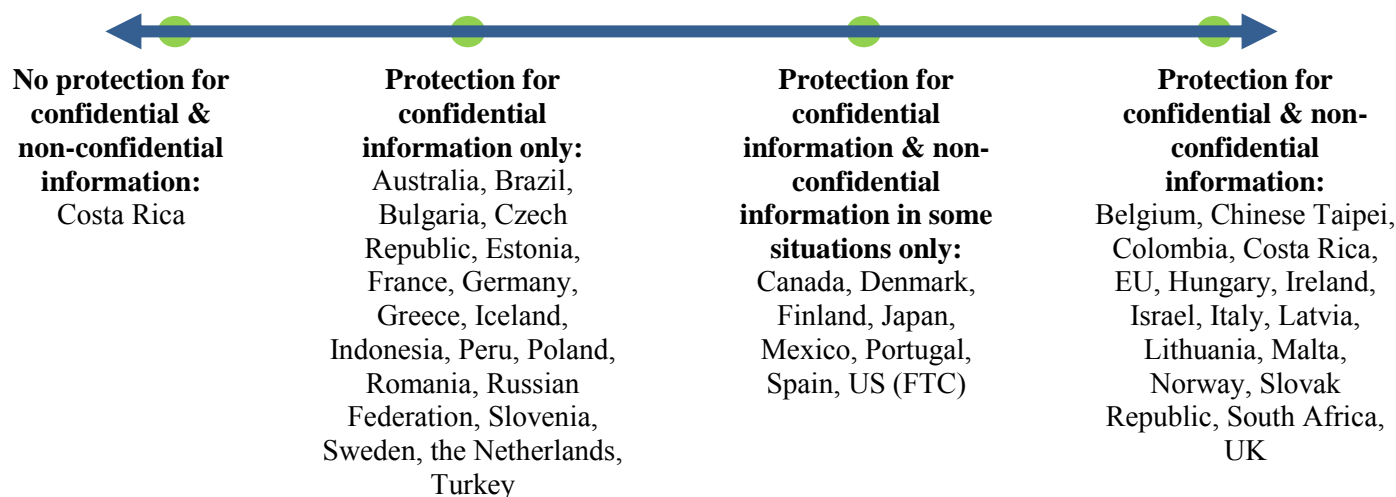 No protection for
confidential &
non-confidential
information:
Costa Rica
Protection for
confidential
information only:
Australia, Brazil,
Bulgaria, Czech
Republic, Estonia,
France, Germany,
Greece, Iceland,
Indonesia, Peru, Poland,
Romania, Russian
Federation, Slovenia,
Sweden, the Netherlands,
Turkey
Protection for
confidential
information & non-
confidential
information in some
situations only:
Canada, Denmark,
Finland, Japan,
Mexico, Portugal,
Spain, US (FTC)
Protection for
confidential & non-
confidential
information:
Belgium, Chinese Taipei,
Colombia, Costa Rica,
EU, Hungary, Ireland,
Israel, Italy, Latvia,
Lithuania, Malta,
Norway, Slovak
Republic, South Africa,
UK